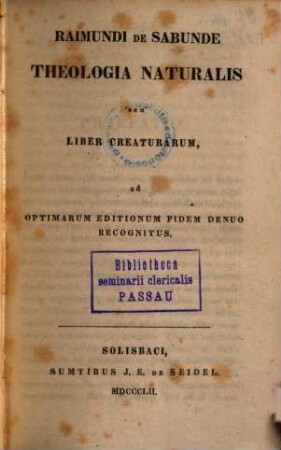 RAIMUNDI DE SABUNDE
THEOLOGIA NATURALIS
seu
LIBER CREATURARUM,
ad
OPTIMARUM EDITIONUM FIDEM DENUO
RECOGNITUS.
Bibliotheca
seminarii clericalis
PASSAU
SOLISBACI,
SUMTIBUS J. E. DE SEIDEL.
MDCCCLII.